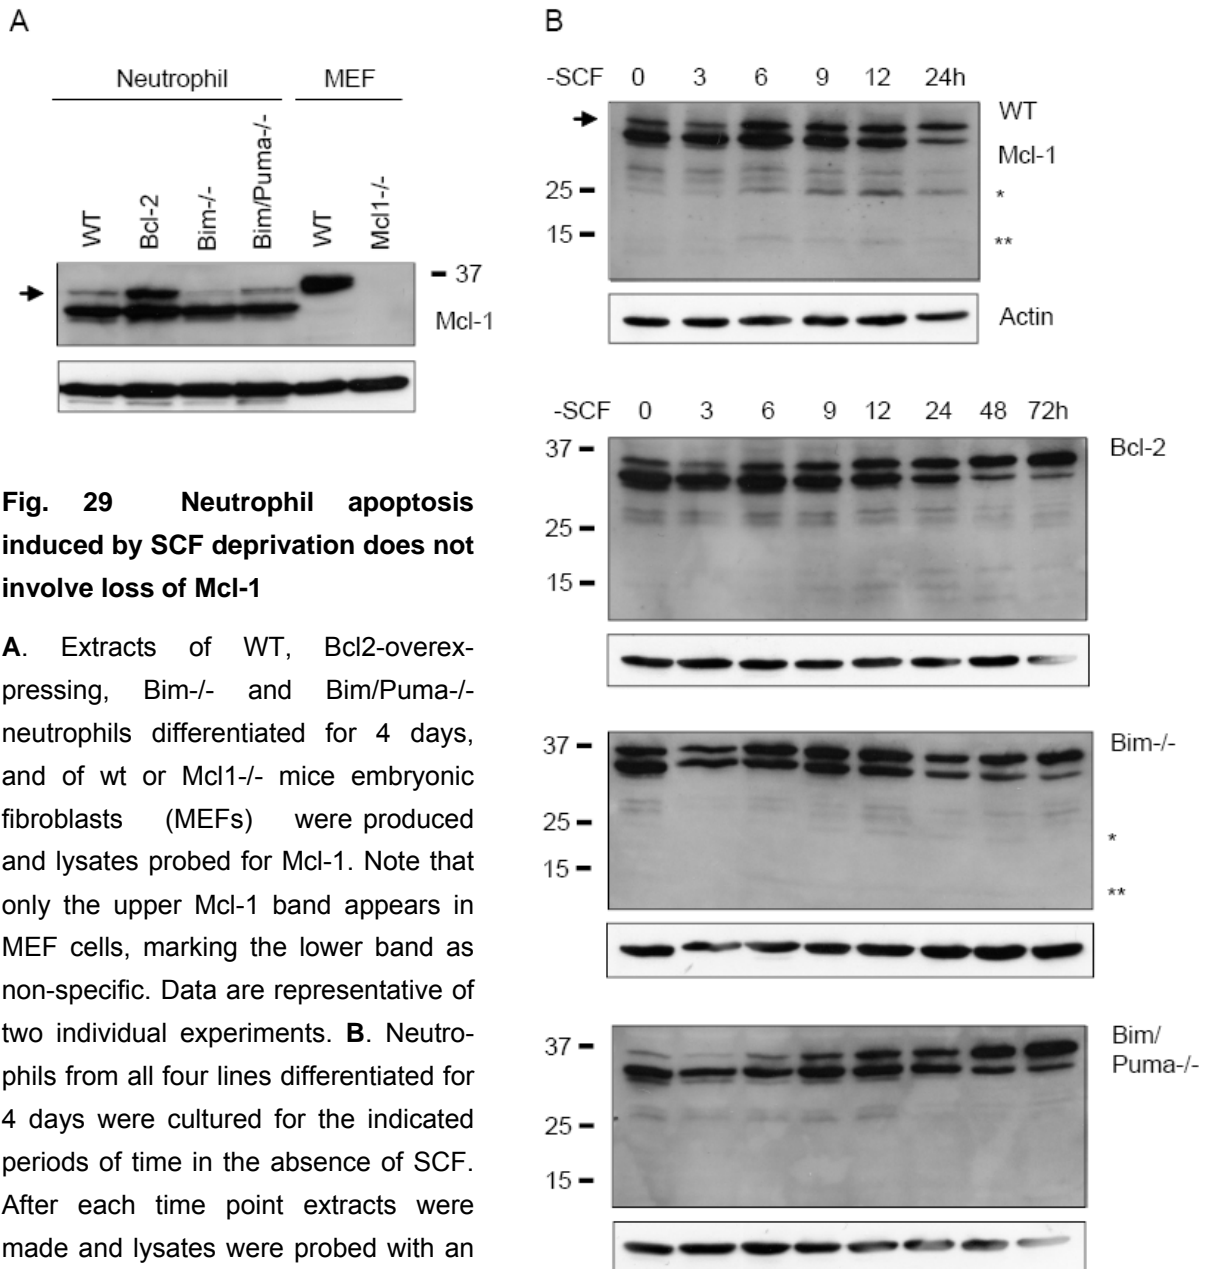 A
Neutrophil MEF
WT Bcl-2 Bim-/- Bim/Puma-/- WT Mcl1-/-
37
Mcl-1
Fig. 29 Neutrophil apoptosis
induced by SCF deprivation does not
involve loss of Mcl-1
A. Extracts of WT, Bcl2-overex-
pressing, Bim-/- and Bim/Puma-/-
neutrophils differentiated for 4 days,
and of wt or Mcl1-/- mice embryonic
fibroblasts (MEFs) were produced
and lysates probed for Mcl-1. Note that
only the upper Mcl-1 band appears in
MEF cells, marking the lower band as
non-specific. Data are representative of
two individual experiments. B. Neutro-
phils from all four lines differentiated for
4 days were cultured for the indicated
periods of time in the absence of SCF.
After each time point extracts were
made and lysates were probed with an
B
-SCF 0 3 6 9 12 24h
WT
Mcl-1
25
*
15
**
Actin
-SCF 0 3 6 9 12 24 48 72h
37
Bcl-2
25
15
37
Bim-/-
25
*
15
**
37
Bim/
Puma-/-
25
15